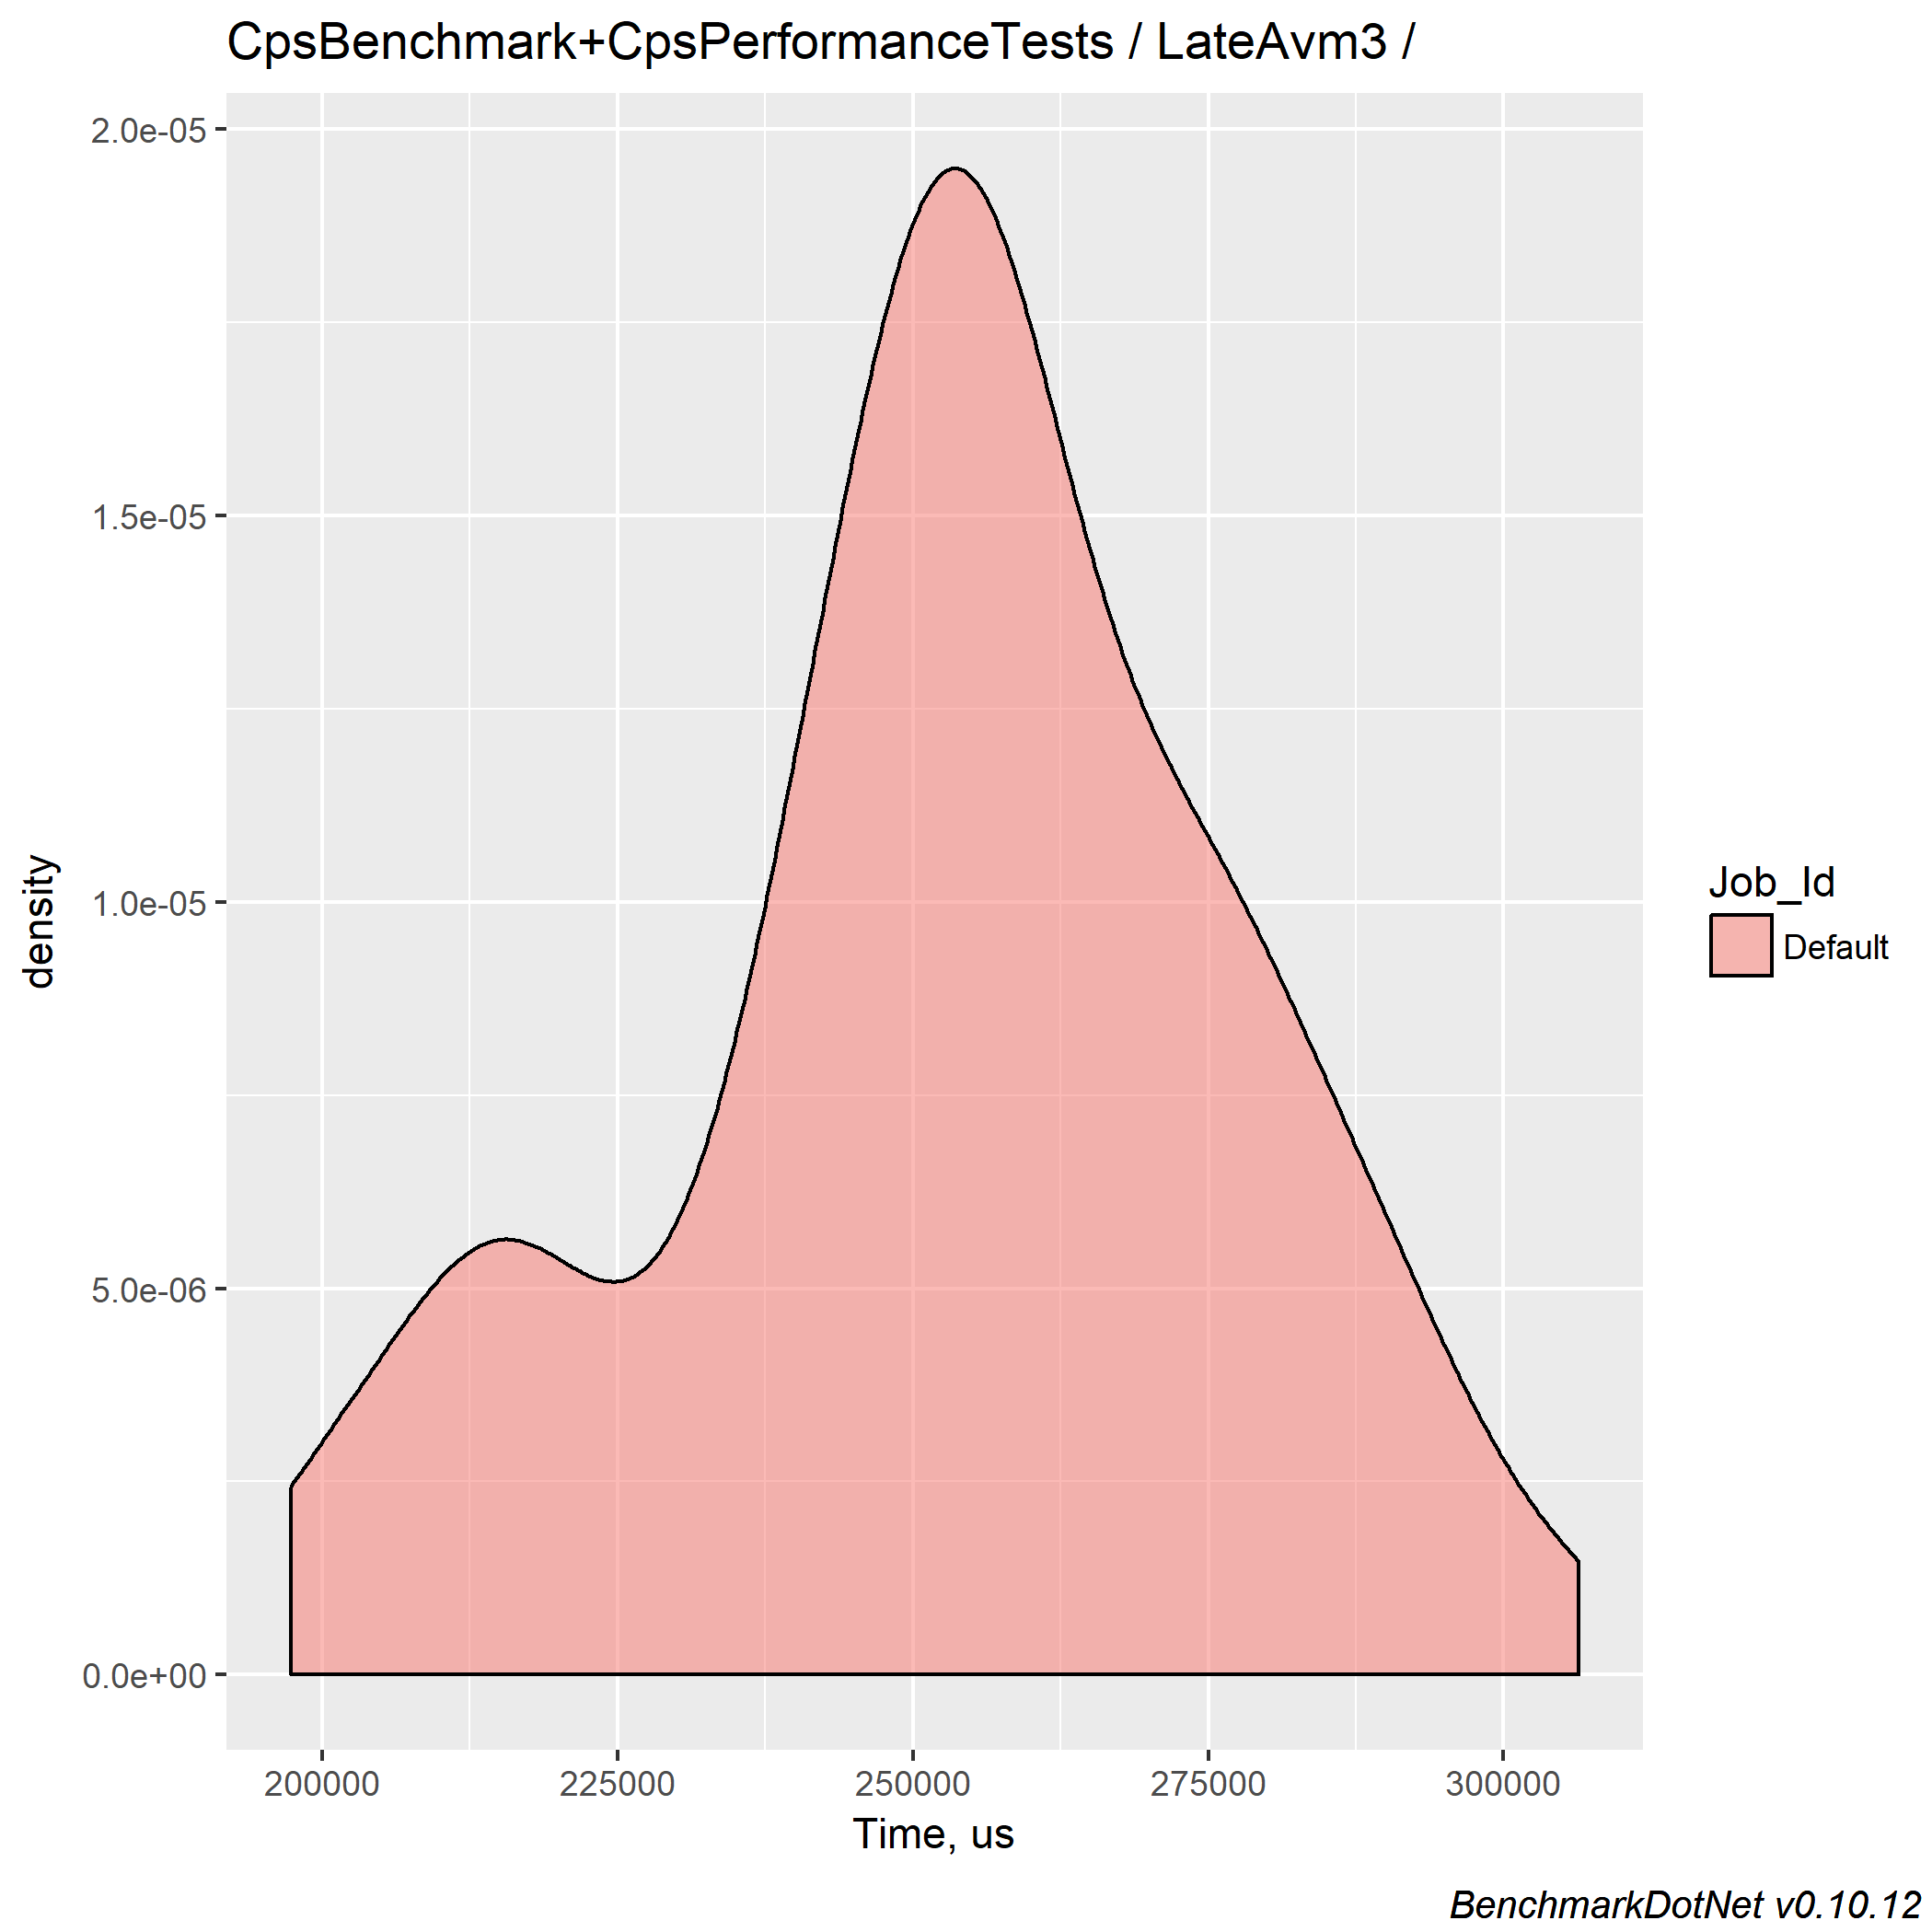 CpsBenchmark+CpsPerformanceTests / LateAvm3 /
2.0e-05
1.5e-05
1.0e-05
5.0e-06
0.0e+00
density
200000 225000 250000 275000 300000
Time, us
Job_Id
Default
BenchmarkDotNet v0.10.12